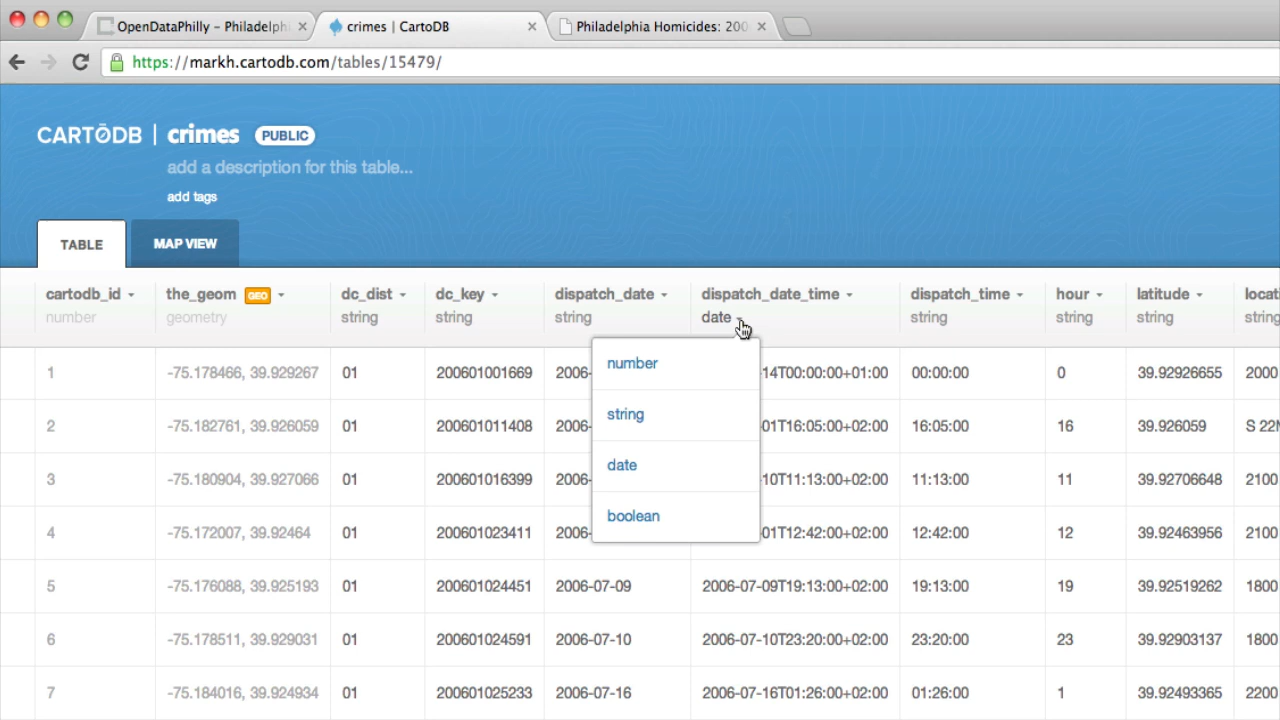 OpenDataPhilly – Philadelph
crimes | CartoDB
Philadelphia Homicides: 200
https://markh.cartodb.com/tables/15479/
CARTODB | crimes PUBLIC
add a description for this table...
add tags
TABLE MAP VIEW
cartodb_id the_geom GEO dc_dist dc_key dispatch_date dispatch_date_time dispatch_time hour latitude locati
number geometry string string string date string string string string
1 -75.178466, 39.929267 01 200601001669 2006- 14T00:00:00+01:00 00:00:00 0 39.92926655 2000
number
2 -75.182761, 39.926059 01 200601011408 2006- 01T16:05:00+02:00 16:05:00 16 39.926059 S 22N
string
3 -75.180904, 39.927066 01 200601016399 2006- 10T11:13:00+02:00 11:13:00 11 39.92706648 2100
date
4 -75.172007, 39.92464 01 200601023411 2006- 01T12:42:00+02:00 12:42:00 12 39.92463956 2100
boolean
5 -75.176088, 39.925193 01 200601024451 2006-07-09 2006-07-09T19:13:00+02:00 19:13:00 19 39.92519262 1800
6 -75.178511, 39.929031 01 200601024591 2006-07-10 2006-07-10T23:20:00+02:00 23:20:00 23 39.92903137 1800
7 -75.184016, 39.924934 01 200601025233 2006-07-16 2006-07-16T01:26:00+02:00 01:26:00 1 39.92493365 2200